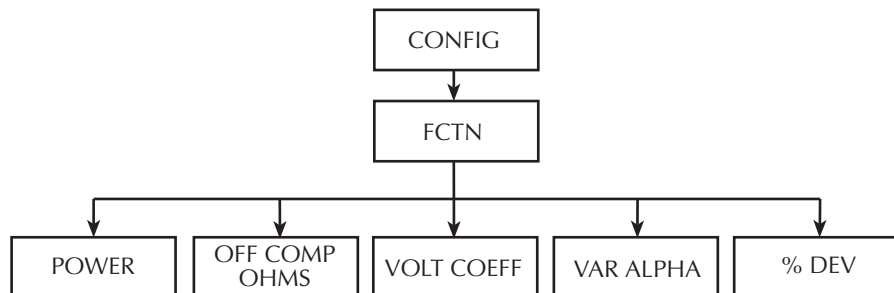 CONFIG
FCTN
POWER
OFF COMP
OHMS
VOLT COEFF
VAR ALPHA
% DEV